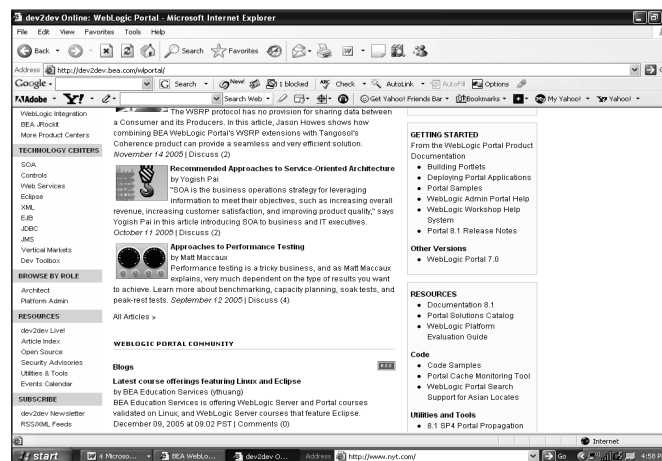 dev2dev Online: WebLogic Portal - Microsoft Internet Explorer
File Edit View Favorites Tools Help
Back Search Favorites
Address http://dev2dev.bea.com/wlportal/
Google Search New! 1 blocked Check AutoLink AutoFill Options
Adobe Y! Search Web Get Yahoo! Friends Bar Bookmarks My Yahoo! Yahoo!
WebLogic Integration
BEA JRockit
More Product Centers
TECHNOLOGY CENTERS
SOA
Controls
Web Services
Eclipse
XML
EJB
JDBC
JMS
Vertical Markets
Dev Toolbox
BROWSE BY ROLE
Architect
Platform Admin
RESOURCES
dev2dev Live!
Article Index
Open Source
Security Advisories
Utilities & Tools
Events Calendar
SUBSCRIBE
dev2dev Newsletter
RSS/XML Feeds
The WSRP protocol has no provision for sharing data between
a Consumer and its Producers. In this article, Jason Howes shows how
combining BEA WebLogic Portal's WSRP extensions with Tangosol's
Coherence product can provide a seamless and very efficient solution.
November 14 2005 | Discuss (2)
Recommended Approaches to Service-Oriented Architecture
by Yogish Pai
"SOA is the business operations strategy for leveraging
information to meet their objectives, such as increasing overall
revenue, increasing customer satisfaction, and improving product quality," says
Yogish Pai in this article introducing SOA to business and IT executives.
October 11 2005 | Discuss (2)
Approaches to Performance Testing
by Matt Maccaux
Performance testing is a tricky business, and as Matt Maccaux
explains, very much dependent on the type of results you want
to achieve. Learn more about benchmarking, capacity planning, soak tests, and
peak-rest tests. September 12 2005 | Discuss (4)
All Articles »
WEBLOGIC PORTAL COMMUNITY
Blogs RSS
Latest course offerings featuring Linux and Eclipse
by BEA Education Services (ythuang)
BEA Education Services is offering WebLogic Server and Portal courses
validated on Linux; and WebLogic Server courses that feature Eclipse.
December 09, 2005 at 09:02 PST | Comments (0)
GETTING STARTED
From the WebLogic Portal Product
Documentation
• Building Portlets
• Deploying Portal Applications
• Portal Samples
• WebLogic Admin Portal Help
• WebLogic Workshop Help
System
• Portal 8.1 Release Notes
Other Versions
• WebLogic Portal 7.0
RESOURCES
• Documentation 8.1
• Portal Solutions Catalog
• WebLogic Platform
Evaluation Guide
Code
• Code Samples
• Portal Cache Monitoring Tool
• WebLogic Portal Search
Support for Asian Locales
Utilities and Tools
• 8.1 SP4 Portal Propagation
Internet
start 4 Microso... BEA WebLo... dev2dev O... Address http://www.nyt.com/ Go 4:58 P